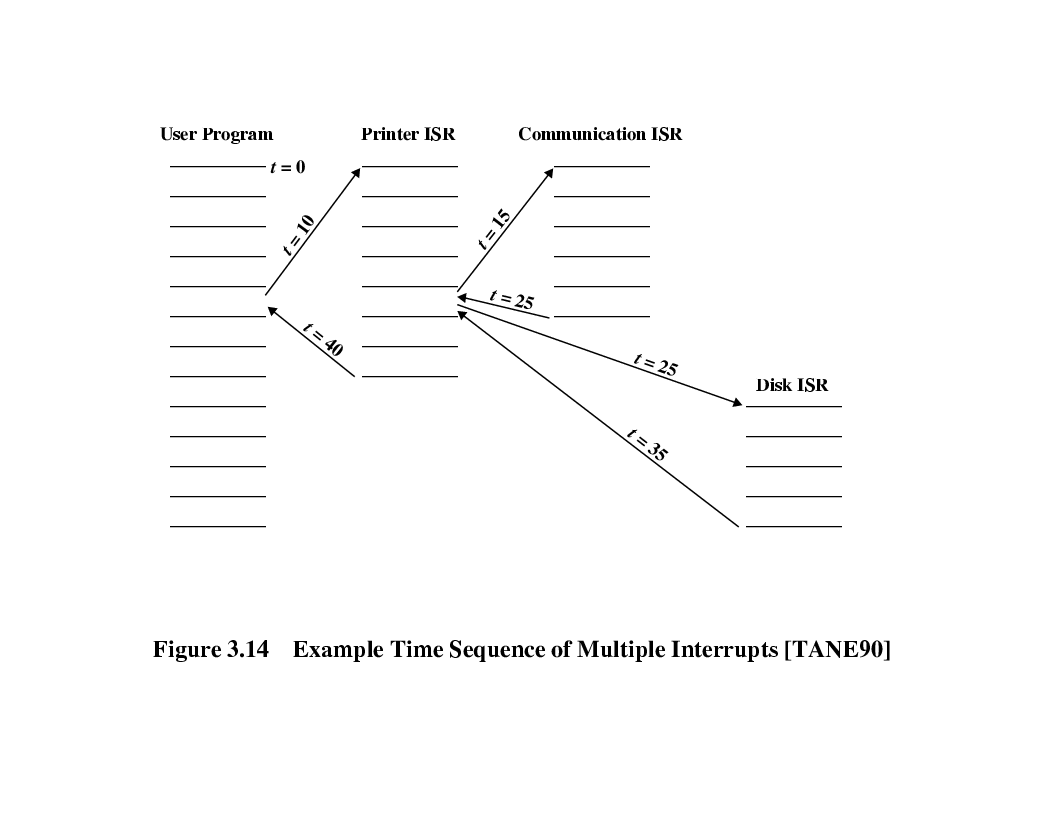 User Program
Printer ISR
Communication ISR
t = 0
t = 10
t = 15
t = 25
t = 40
t = 25
Disk ISR
t = 35
Figure 3.14 Example Time Sequence of Multiple Interrupts [TANE90]